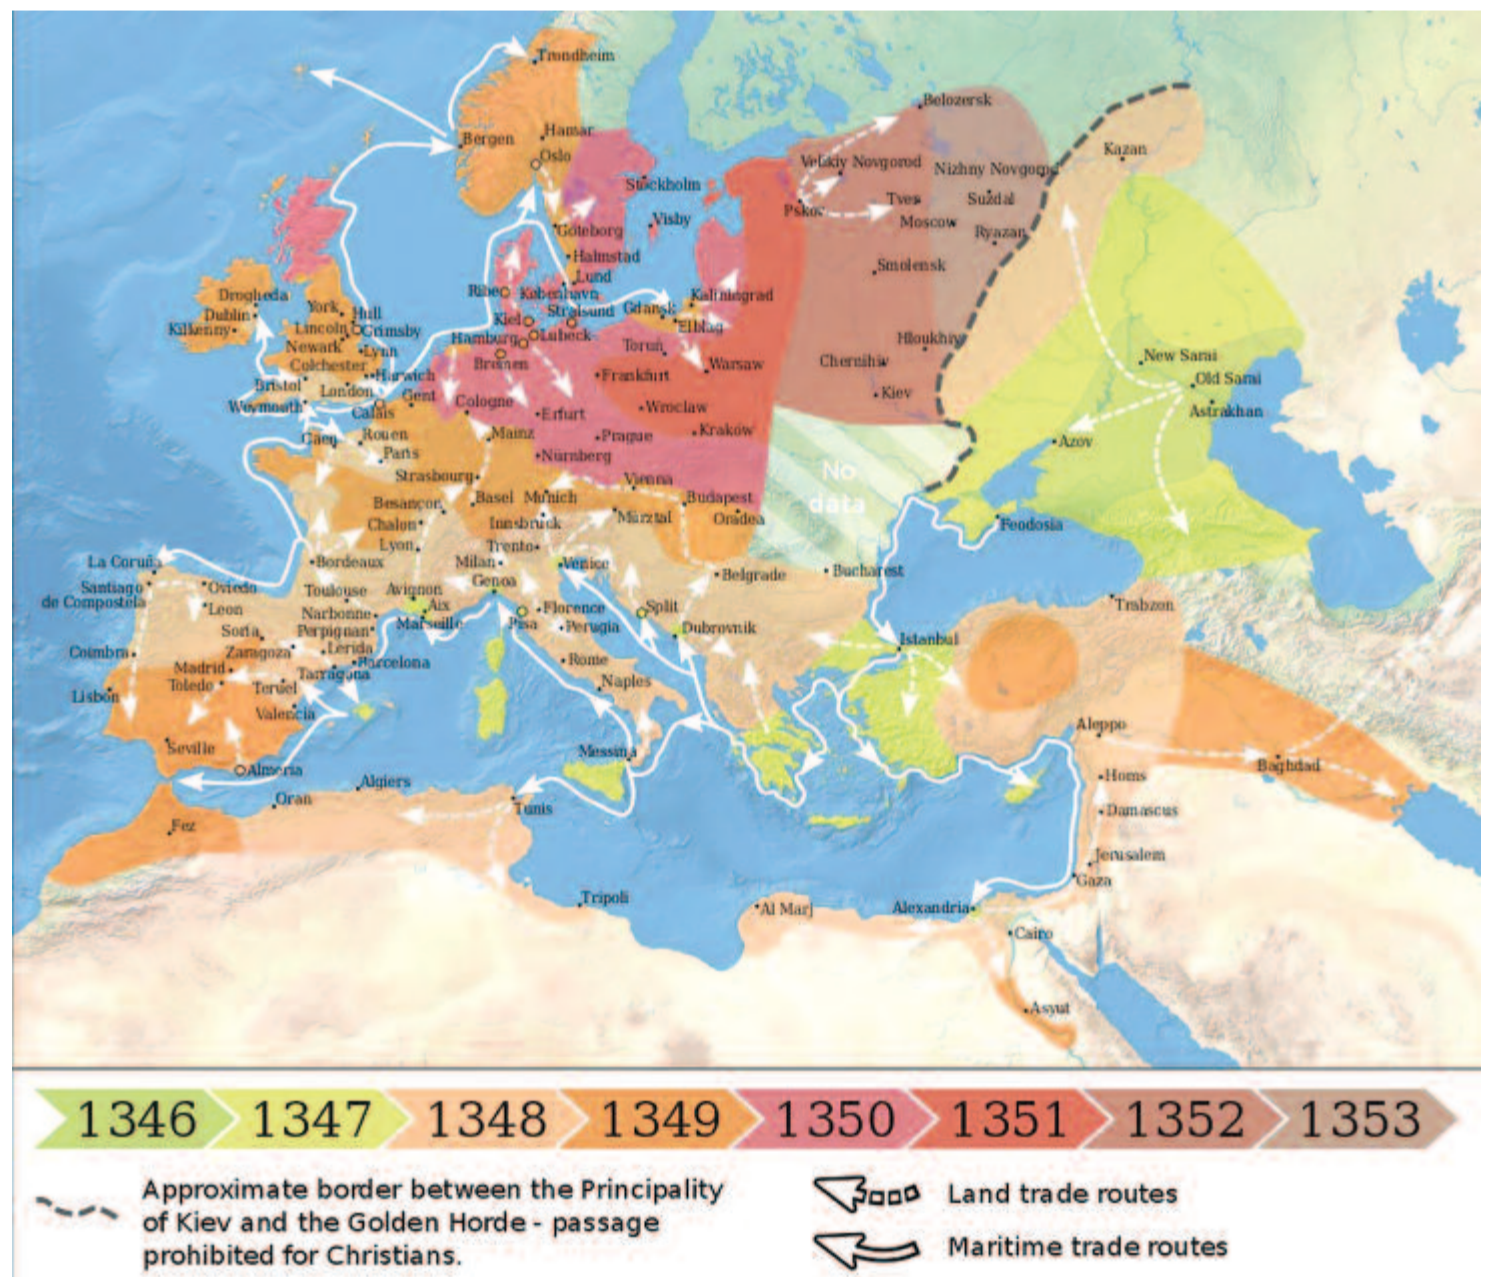 Trondheim
Belozersk
Bergen
Hamar
Oslo
Kazan
Velikiy Novgorod
Nizhny Novgorod
Stockholm
Pskov
Tver
Suzdal
Visby
Moscow
Göteborg
Ryazan
Halmstad
Smolensk
Lund
Ribe
København
Kaliningrad
Drogheda
Dublin
York
Hull
Kiel
Stralsund
Gdansk
Elblag
Kilkenny
Lincoln
Grimsby
Hamburg
Lubeck
Hloukhiv
Newark
Lynn
Toruń
Bremen
Warsaw
Chernihiv
New Sarai
Colchester
Harwich
Frankfurt
Old Sarai
Bristol
London
Gent
Kiev
Weymouth
Calais
Cologne
Erfurt
Wroclaw
Astrakhan
Caen
Rouen
Mainz
Prague
Kraków
Azov
Paris
Nürnberg
Strasbourg
Vienna
No
data
Besançon
Basel
Munich
Budapest
Chalon
Innsbruck
Mürztal
Oradea
Feodosia
Lyon
Trento
La Coruña
Bordeaux
Milan
Venice
Belgrade
Bucharest
Santiago
de Compostela
Oviedo
Toulouse
Avignon
Genoa
Leon
Narbonne
Aix
Florence
Split
Trabzon
Soria
Perpignan
Marseille
Pisa
Perugia
Dubrovnik
Istanbul
Coimbra
Zaragoza
Lerida
Barcelona
Rome
Madrid
Tarragona
Toledo
Teruel
Naples
Lisbon
Valencia
Aleppo
Seville
Messina
Baghdad
Almeria
Algiers
Homs
Oran
Tunis
Damascus
Fez
Jerusalem
Gaza
Tripoli
Al Marj
Alexandria
Cairo
Asyut
1346 1347 1348 1349 1350 1351 1352 1353
Approximate border between the Principality
of Kiev and the Golden Horde - passage
prohibited for Christians.
Land trade routes
Maritime trade routes